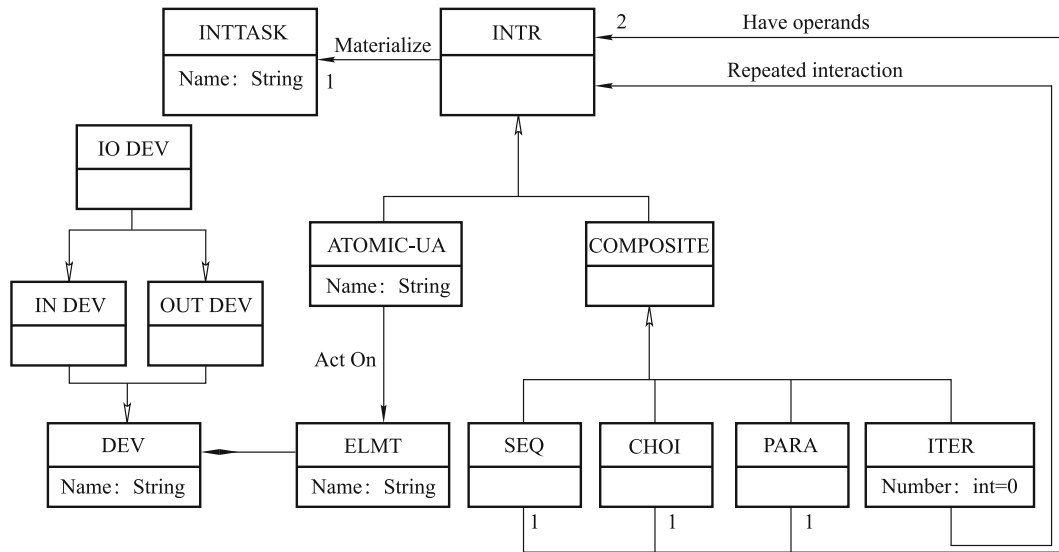 INTTASK
Name: String
1
Materialize
INTR
2
Have operands
Repeated interaction
IO DEV
IN DEV
OUT DEV
ATOMIC-UA
Name: String
COMPOSITE
Act On
DEV
Name: String
ELMT
Name: String
SEQ
1
CHOI
1
PARA
1
ITER
Number: int=0